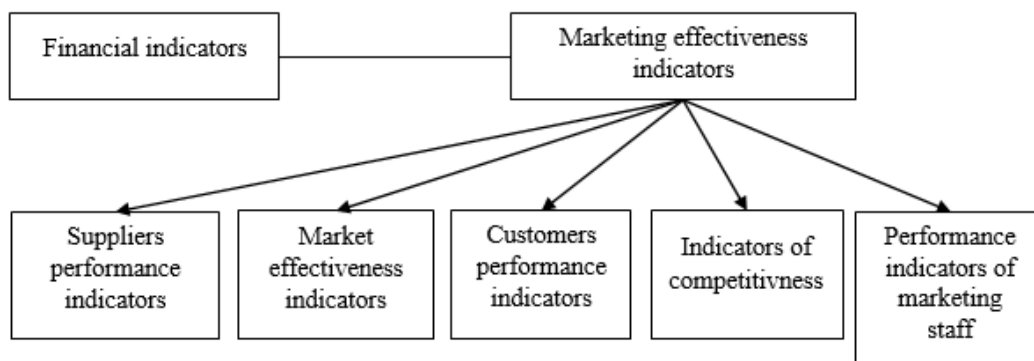 Financial indicators
Marketing effectiveness
indicators
Suppliers
performance
indicators
Market
effectiveness
indicators
Customers
performance
indicators
Indicators of
competitivness
Performance
indicators of
marketing
staff